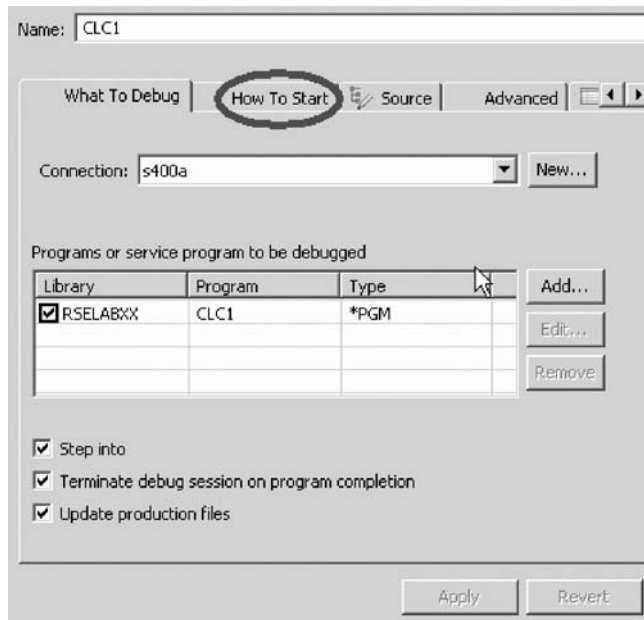 Name: CLC1
What To Debug How To Start Source Advanced
Connection: s400a New...
Programs or service program to be debugged
Library Program Type Add...
RSELABXX CLC1 *PGM
Edit...
Remove
Step into
Terminate debug session on program completion
Update production files
Apply Revert